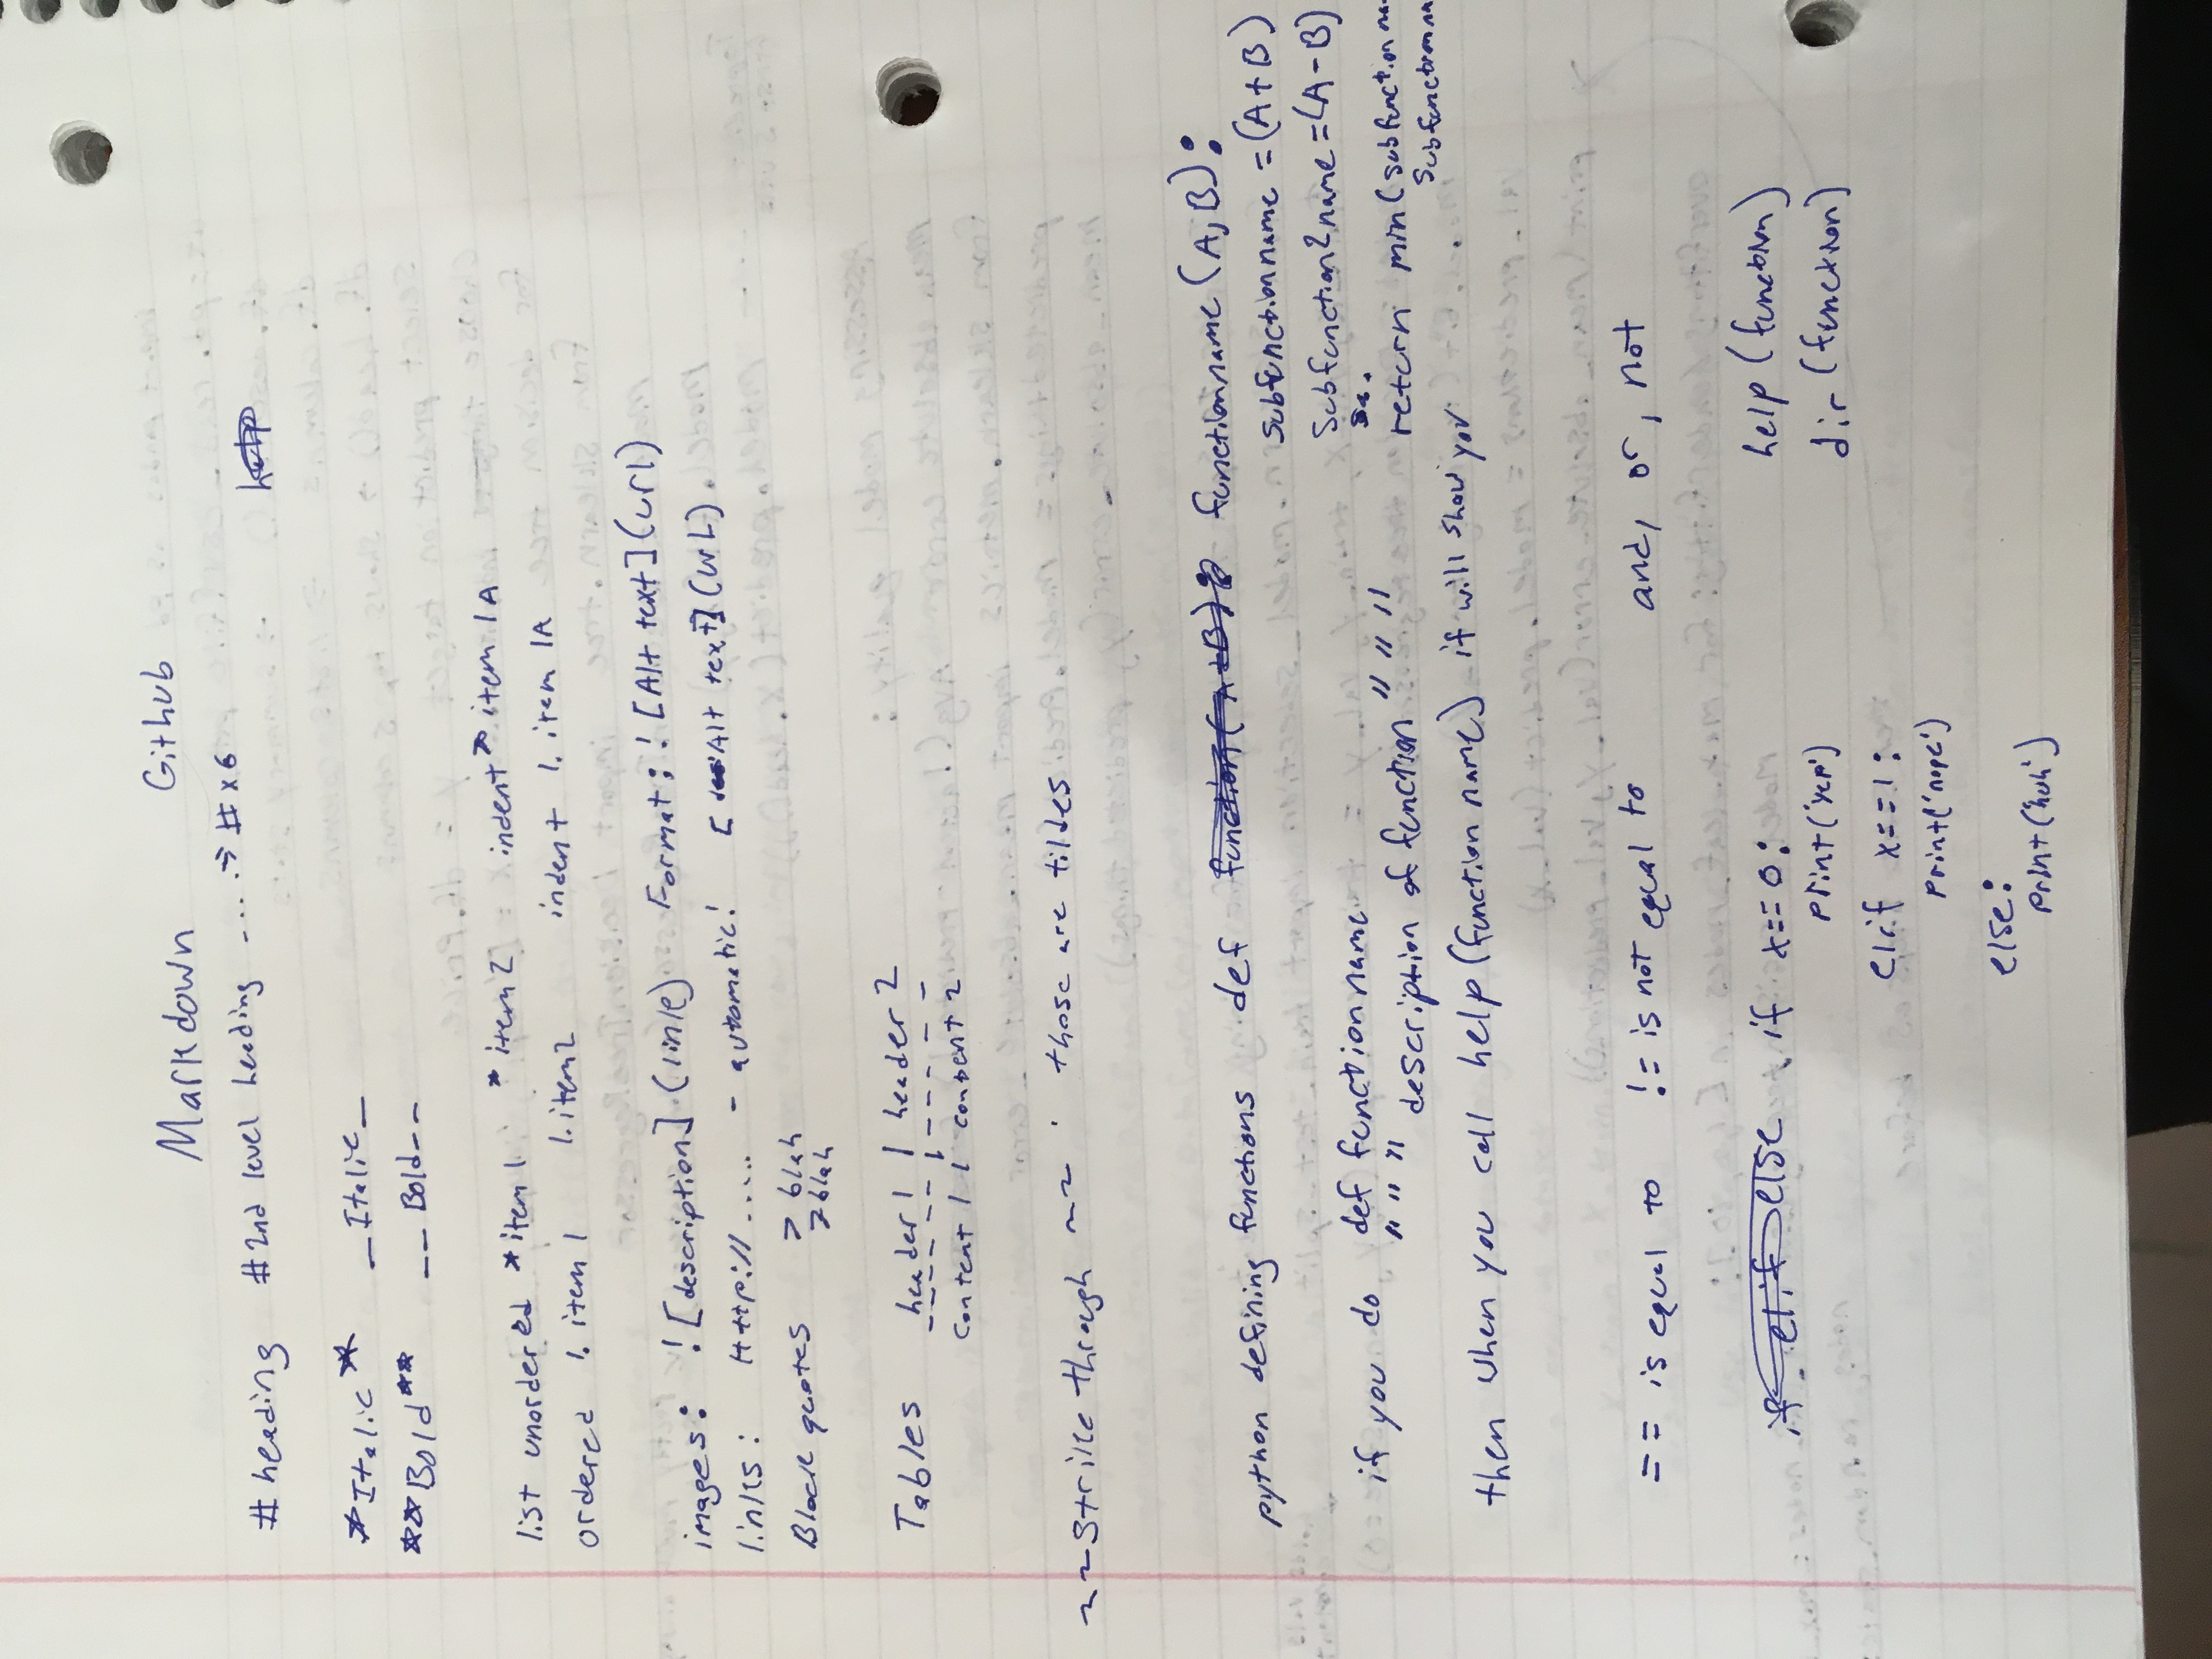 Markdown Github
# heading #2nd level heading ....→ # x 6
help
*Italic* _Italic_
**Bold** __Bold__
list unordered *item 1 * item 2 indent * item 1A
ordered 1. item 1 1. item 2 indent 1. item 1A
images: ![description](link) Format: ![Alt text](url)
links: Http://..... - automatic! [Alt text](urL)
Block quotes > blah
>blah
Tables header 1 | header 2
------|------
content 1 | content 2
~~Strike through~~ those are tildes
python defining functions def function(A+B): functionname (A,B):
subfunctionname = (A+B)
Subfunction2name = (A-B)
if you do def functionname
""" description of function """
return min(subfunction na
Subfunctionna
then when you call help(function name) it will show you
== is equal to != is not equal to and, or, not
if elif else if x==0:
print('yep')
elif x==1:
print('nope')
else:
print('huh')
help (function)
dir (function)